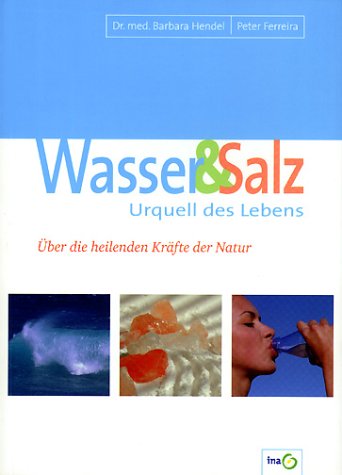 Dr. med. Barbara Hendel | Peter Ferreira
Wasser&Salz
Urquell des Lebens
Über die heilenden Kräfte der Natur
ina